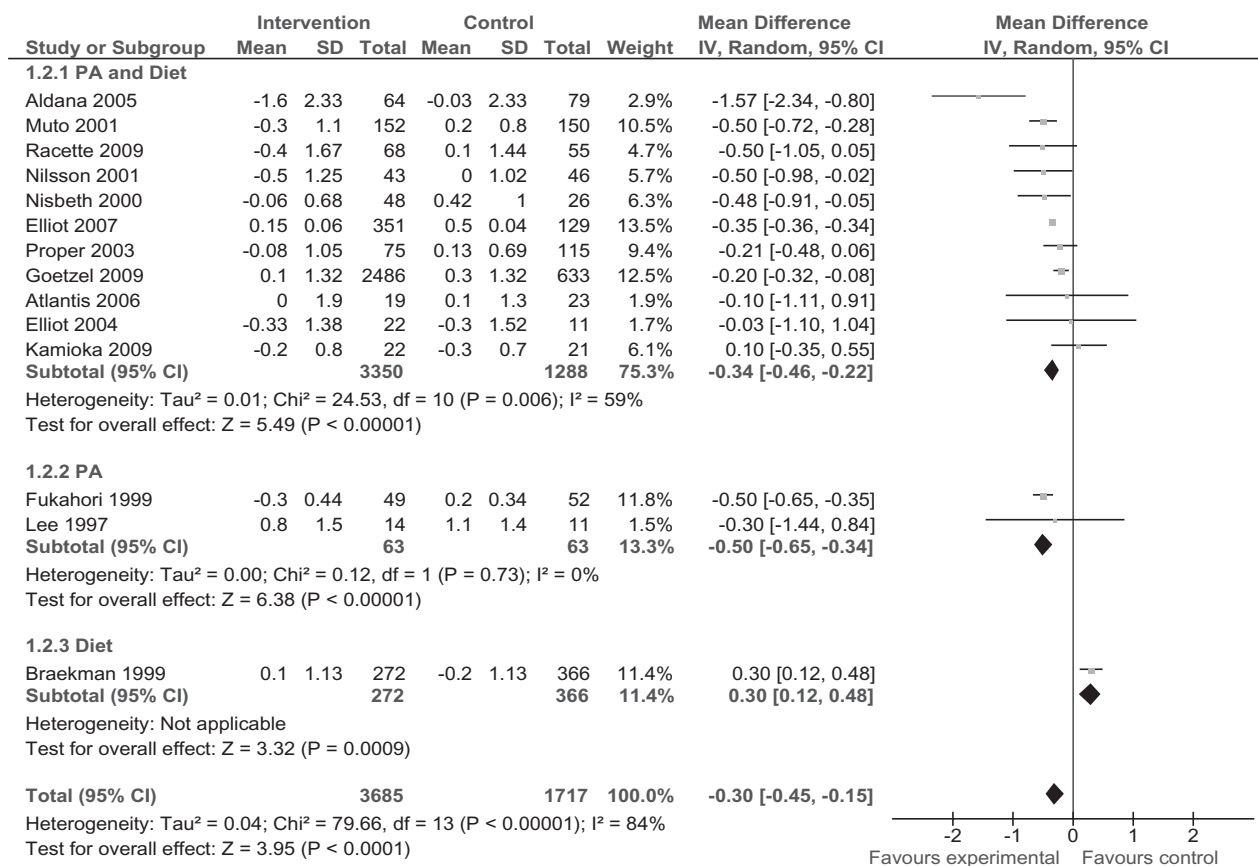 Intervention Control Mean Difference Mean Difference
Study or Subgroup Mean SD Total Mean SD Total Weight IV, Random, 95% CI IV, Random, 95% CI
1.2.1 PA and Diet
Aldana 2005 -1.6 2.33 64 -0.03 2.33 79 2.9% -1.57 [-2.34, -0.80]
Muto 2001 -0.3 1.1 152 0.2 0.8 150 10.5% -0.50 [-0.72, -0.28]
Racette 2009 -0.4 1.67 68 0.1 1.44 55 4.7% -0.50 [-1.05, 0.05]
Nilsson 2001 -0.5 1.25 43 0 1.02 46 5.7% -0.50 [-0.98, -0.02]
Nisbeth 2000 -0.06 0.68 48 0.42 1 26 6.3% -0.48 [-0.91, -0.05]
Elliot 2007 0.15 0.06 351 0.5 0.04 129 13.5% -0.35 [-0.36, -0.34]
Proper 2003 -0.08 1.05 75 0.13 0.69 115 9.4% -0.21 [-0.48, 0.06]
Goetzel 2009 0.1 1.32 2486 0.3 1.32 633 12.5% -0.20 [-0.32, -0.08]
Atlantis 2006 0 1.9 19 0.1 1.3 23 1.9% -0.10 [-1.11, 0.91]
Elliot 2004 -0.33 1.38 22 -0.3 1.52 11 1.7% -0.03 [-1.10, 1.04]
Kamioka 2009 -0.2 0.8 22 -0.3 0.7 21 6.1% 0.10 [-0.35, 0.55]
Subtotal (95% CI) 3350 1288 75.3% -0.34 [-0.46, -0.22]
Heterogeneity: Tau² = 0.01; Chi² = 24.53, df = 10 (P = 0.006); I² = 59%
Test for overall effect: Z = 5.49 (P < 0.00001)
1.2.2 PA
Fukahori 1999 -0.3 0.44 49 0.2 0.34 52 11.8% -0.50 [-0.65, -0.35]
Lee 1997 0.8 1.5 14 1.1 1.4 11 1.5% -0.30 [-1.44, 0.84]
Subtotal (95% CI) 63 63 13.3% -0.50 [-0.65, -0.34]
Heterogeneity: Tau² = 0.00; Chi² = 0.12, df = 1 (P = 0.73); I² = 0%
Test for overall effect: Z = 6.38 (P < 0.00001)
1.2.3 Diet
Braekman 1999 0.1 1.13 272 -0.2 1.13 366 11.4% 0.30 [0.12, 0.48]
Subtotal (95% CI) 272 366 11.4% 0.30 [0.12, 0.48]
Heterogeneity: Not applicable
Test for overall effect: Z = 3.32 (P = 0.0009)
Total (95% CI) 3685 1717 100.0% -0.30 [-0.45, -0.15]
Heterogeneity: Tau² = 0.04; Chi² = 79.66, df = 13 (P < 0.00001); I² = 84%
Test for overall effect: Z = 3.95 (P < 0.0001)
-2 -1 0 1 2
Favours experimental Favours control